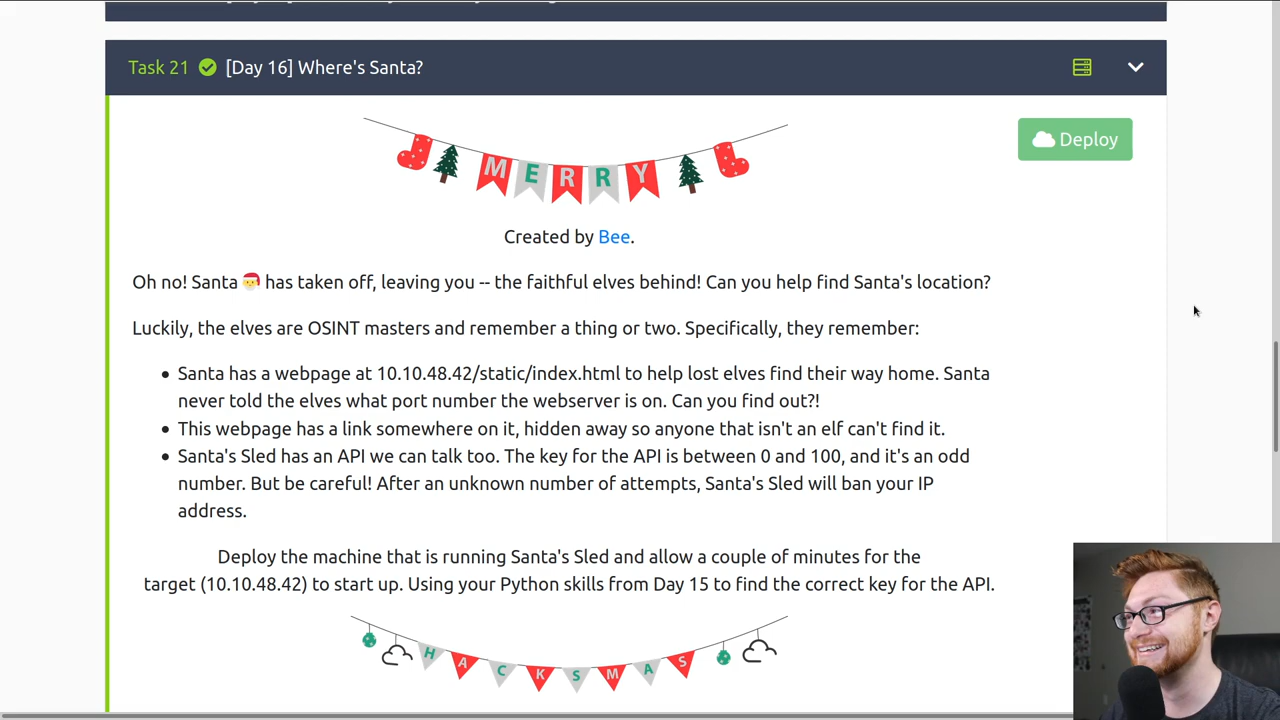 Task 21 [Day 16] Where's Santa?
Deploy
MERRY
Created by Bee.
Oh no! Santa 🎅 has taken off, leaving you -- the faithful elves behind! Can you help find Santa's location?
Luckily, the elves are OSINT masters and remember a thing or two. Specifically, they remember:
• Santa has a webpage at 10.10.48.42/static/index.html to help lost elves find their way home. Santa
never told the elves what port number the webserver is on. Can you find out?!
• This webpage has a link somewhere on it, hidden away so anyone that isn't an elf can't find it.
• Santa's Sled has an API we can talk too. The key for the API is between 0 and 100, and it's an odd
number. But be careful! After an unknown number of attempts, Santa's Sled will ban your IP
address.
Deploy the machine that is running Santa's Sled and allow a couple of minutes for the
target (10.10.48.42) to start up. Using your Python skills from Day 15 to find the correct key for the API.
HACKSMAS